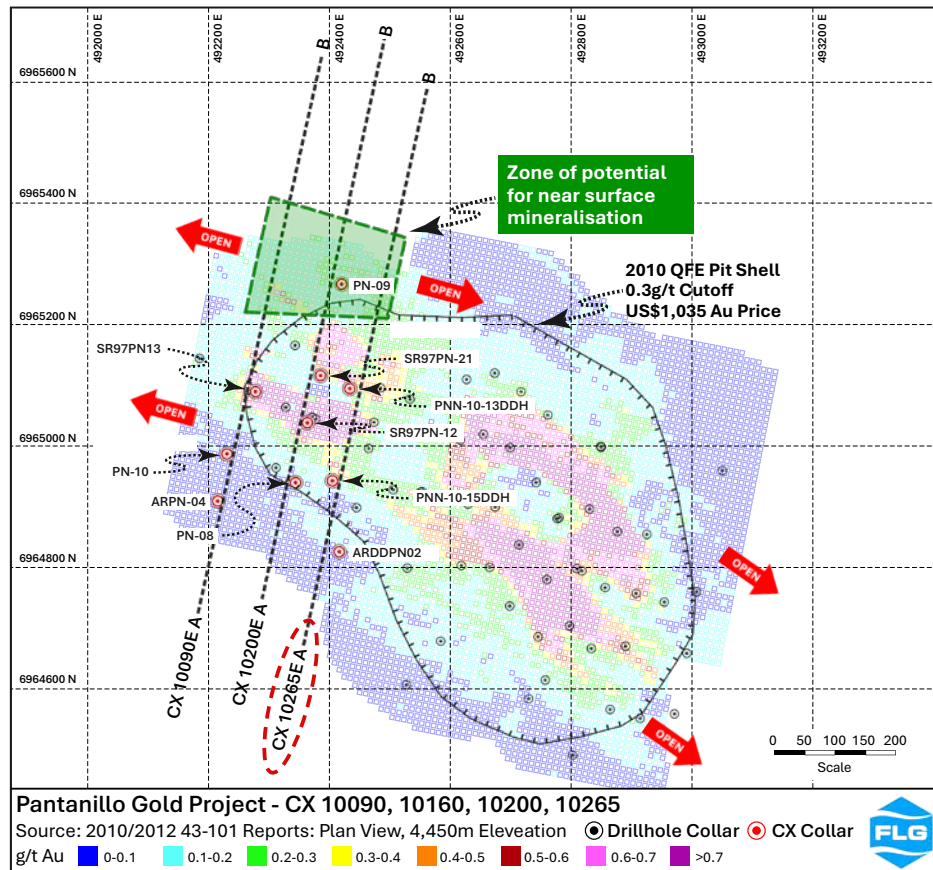 492000 E
492200 E
492400 E
492600 E
492800 E
493000 E
493200 E
6965600 N
6965400 N
6965200 N
6965000 N
6964800 N
6964600 N
B
B
B
Zone of potential
for near surface
mineralisation
OPEN
OPEN
2010 QFE Pit Shell
0.3g/t Cutoff
US$1,035 Au Price
PN-09
SR97PN13
SR97PN-21
PNN-10-13DDH
OPEN
SR97PN-12
PN-10
ARPN-04
PN-08
PNN-10-15DDH
ARDDPN02
OPEN
CX 10090E A
CX 10200E A
CX 10265E A
OPEN
0 50 100 150 200
Scale
Pantanillo Gold Project - CX 10090, 10160, 10200, 10265
Source: 2010/2012 43-101 Reports: Plan View, 4,450m Eleveation
Drillhole Collar
CX Collar
g/t Au 0-0.1 0.1-0.2 0.2-0.3 0.3-0.4 0.4-0.5 0.5-0.6 0.6-0.7 >0.7
FLG